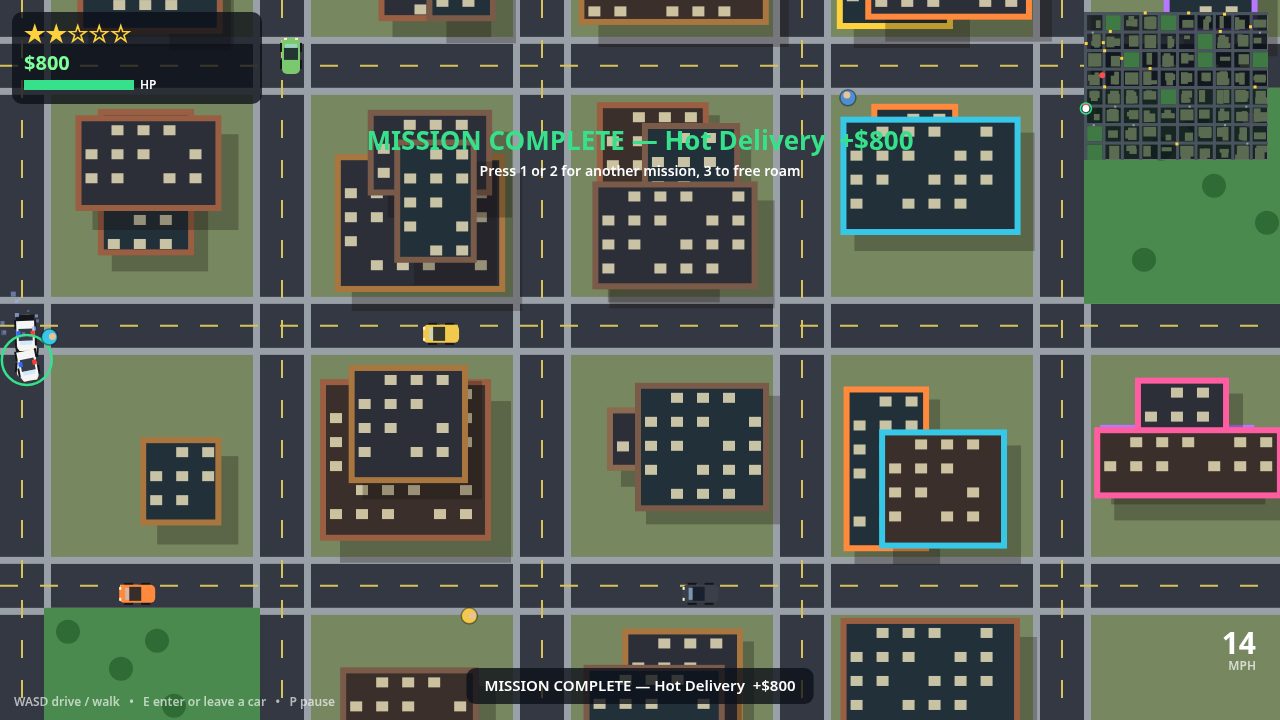 ★★☆☆☆
$800
HP
MISSION COMPLETE — Hot Delivery +$800
Press 1 or 2 for another mission, 3 to free roam
14
MPH
MISSION COMPLETE — Hot Delivery +$800
WASD drive / walk • E enter or leave a car • P pause